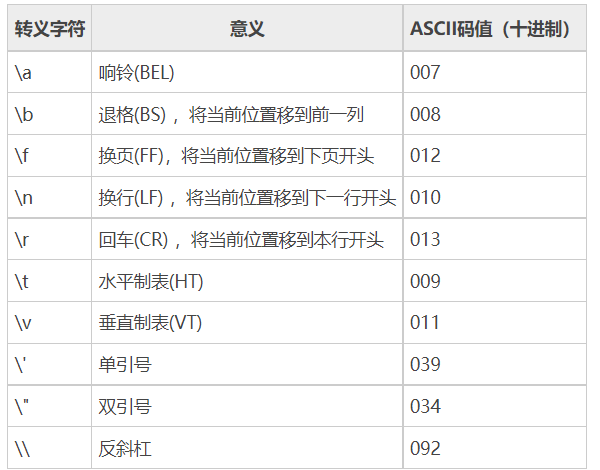 转义字符 意义 ASCII码值（十进制）
\a 响铃(BEL) 007
\b 退格(BS) ，将当前位置移到前一列 008
\f 换页(FF)，将当前位置移到下页开头 012
\n 换行(LF) ，将当前位置移到下一行开头 010
\r 回车(CR) ，将当前位置移到本行开头 013
\t 水平制表(HT) 009
\v 垂直制表(VT) 011
\' 单引号 039
\" 双引号 034
\\ 反斜杠 092